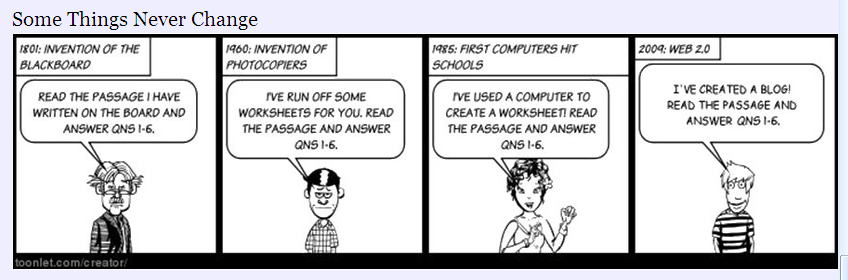 Some Things Never Change
1801: INVENTION OF THE
BLACKBOARD
READ THE PASSAGE I HAVE
WRITTEN ON THE BOARD AND
ANSWER QNS 1-6.
1960: INVENTION OF
PHOTOCOPIERS
I'VE RUN OFF SOME
WORKSHEETS FOR YOU. READ
THE PASSAGE AND ANSWER
QNS 1-6.
1985: FIRST COMPUTERS HIT
SCHOOLS
I'VE USED A COMPUTER TO
CREATE A WORKSHEET! READ
THE PASSAGE AND ANSWER
QNS 1-6.
2009: WEB 2.0
I'VE CREATED A BLOG!
READ THE PASSAGE AND
ANSWER QNS 1-6.
toonlet.com/creator/